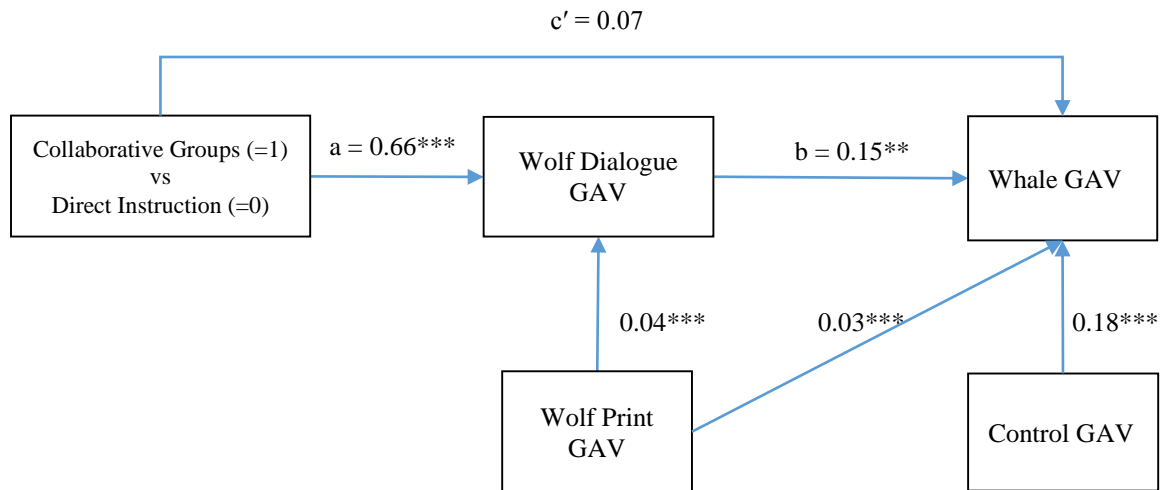 c′ = 0.07
Collaborative Groups (=1)
vs
Direct Instruction (=0)
a = 0.66***
Wolf Dialogue
GAV
b = 0.15**
Whale GAV
0.04***
0.03***
0.18***
Wolf Print
GAV
Control GAV